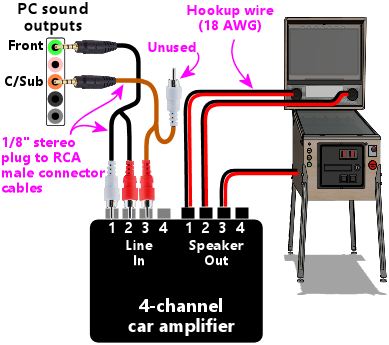 PC sound
outputs
Front
C/Sub
Hookup wire
(18 AWG)
Unused
1/8" stereo
plug to RCA
male connector
cables
1 2 3 4 1 2 3 4
Line
In
Speaker
Out
4-channel
car amplifier